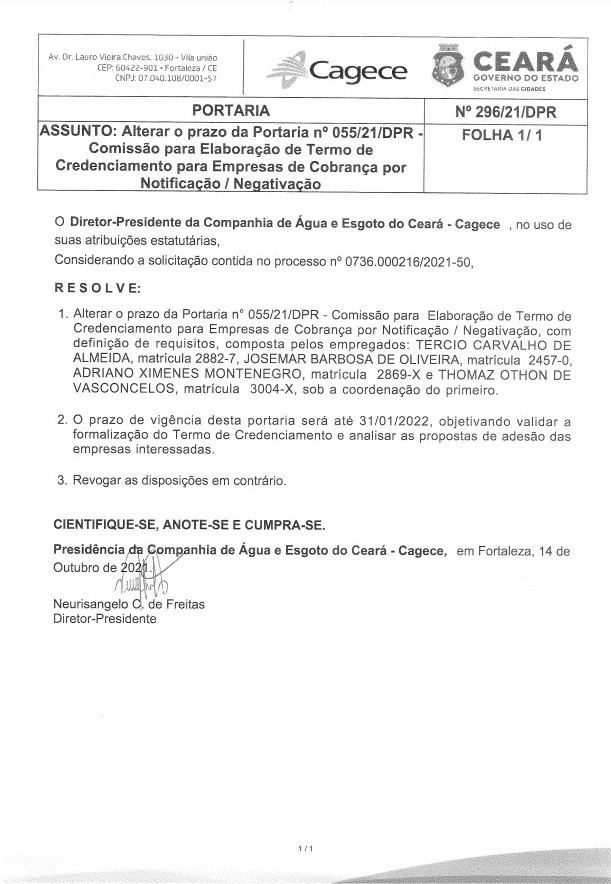 Av. Dr. Lauro Vieira Chaves, 1030 - Vila união
CEP: 60422-901 • Fortaleza / CE
CNPJ: 07.040.108/0001-57
Cagece
CEARÁ
GOVERNO DO ESTADO
SECRETARIA DAS CIDADES
PORTARIA
Nº 296/21/DPR
ASSUNTO: Alterar o prazo da Portaria nº 055/21/DPR -
Comissão para Elaboração de Termo de
Credenciamento para Empresas de Cobrança por
Notificação / Negativação
FOLHA 1/ 1
O Diretor-Presidente da Companhia de Água e Esgoto do Ceará - Cagece , no uso de
suas atribuições estatutárias,
Considerando a solicitação contida no processo nº 0736.000216/2021-50,
R E S O L V E:
1. Alterar o prazo da Portaria n° 055/21/DPR - Comissão para Elaboração de Termo de
Credenciamento para Empresas de Cobrança por Notificação / Negativação, com
definição de requisitos, composta pelos empregados: TERCIO CARVALHO DE
ALMEIDA, matrícula 2882-7, JOSEMAR BARBOSA DE OLIVEIRA, matrícula 2457-0,
ADRIANO XIMENES MONTENEGRO, matrícula 2869-X e THOMAZ OTHON DE
VASCONCELOS, matrícula 3004-X, sob a coordenação do primeiro.
2. O prazo de vigência desta portaria será até 31/01/2022, objetivando validar a
formalização do Termo de Credenciamento e analisar as propostas de adesão das
empresas interessadas.
3. Revogar as disposições em contrário.
CIENTIFIQUE-SE, ANOTE-SE E CUMPRA-SE.
Presidência da Companhia de Água e Esgoto do Ceará - Cagece, em Fortaleza, 14 de
Outubro de 2021.
Neurisangelo C. de Freitas
Diretor-Presidente
1 / 1